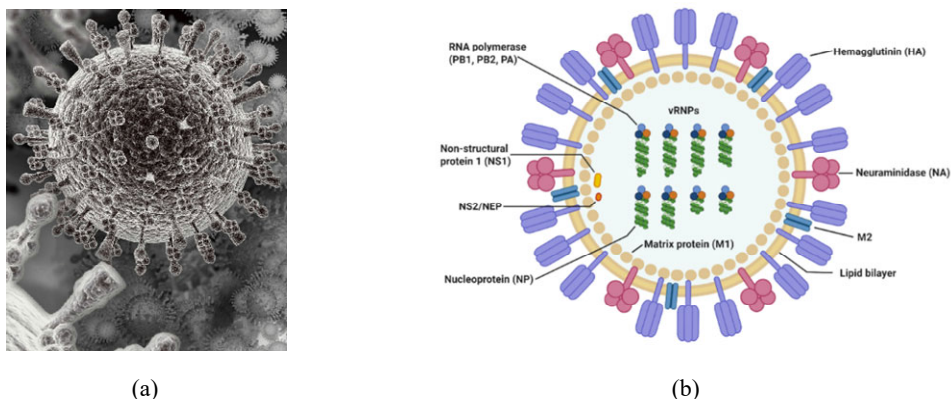 RNA polymerase
(PB1, PB2, PA)
Hemagglutinin (HA)
vRNPs
Non-structural
protein 1 (NS1)
Neuraminidase (NA)
NS2/NEP
M2
Matrix protein (M1)
Nucleoprotein (NP)
Lipid bilayer
(a)
(b)